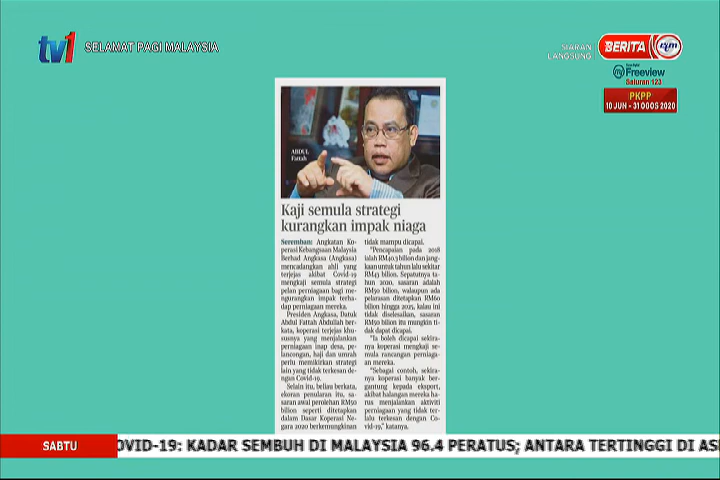 tv1
SELAMAT PAGI MALAYSIA
SIARAN
LANGSUNG
BERITA rtm
my Freeview
Saluran 123
PKPP
10 JUN - 31 OGOS 2020
ABDUL
Fattah
Kaji semula strategi
kurangkan impak niaga
Seremban: Angkatan Ko-
perasi Kebangsaan Malaysia
Berhad Angkasa (Angkasa)
mencadangkan ahli yang
terjejas akibat Covid-19
mengkaji semula strategi
pelan perniagaan bagi me-
ngurangkan impak terha-
dap perniagaan mereka.
Presiden Angkasa, Datuk
Abdul Fattah Abdullah ber-
kata, koperasi terjejas khu-
susnya yang menjalankan
perniagaan inap desa, pe-
lancongan, haji dan umrah
perlu memikirkan strategi
lain yang tidak terkesan de-
ngan Covid-19.
Selain itu, beliau berkata,
ekoran penularan itu, sa-
saran awal perolehan RM50
bilion seperti ditetapkan
dalam Dasar Koperasi Ne-
gara 2020 berkemungkinan
tidak mampu dicapai.
"Pencapaian pada 2018
ialah RM40.3 bilion dan jang-
kaan untuk tahun lalu sekitar
RM43 bilion. Sepatutnya ta-
hun 2020, sasaran adalah
RM50 bilion, walaupun ada
pelarasan ditetapkan RM60
bilion hingga 2025, kalau ini
tidak diselesaikan, sasaran
RM50 bilion itu mungkin ti-
dak dapat dicapai.
"Ia boleh dicapai sekira-
nya koperasi mengkaji se-
mula rancangan perniaga-
an mereka.
"Sebagai contoh, sekira-
nya koperasi banyak ber-
gantung kepada eksport,
akibat halangan mereka ha-
rus menjalankan aktiviti
perniagaan yang tidak ter-
lalu terkesan dengan Co-
vid-19," katanya.
SABTU
OVID-19: KADAR SEMBUH DI MALAYSIA 96.4 PERATUS; ANTARA TERTINGGI DI AS